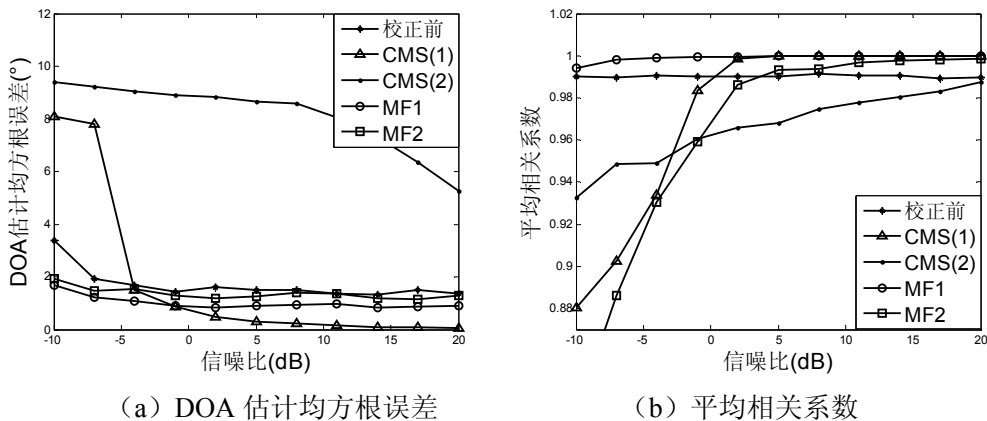 12
10
8
6
4
2
0
-10 -5 0 5 10 15 20
DOA估计均方根误差(°)
信噪比(dB)
校正前
CMS(1)
CMS(2)
MF1
MF2
(a) DOA 估计均方根误差
1.02
1
0.98
0.96
0.94
0.92
0.9
0.88
-10 -5 0 5 10 15 20
平均相关系数
信噪比(dB)
校正前
CMS(1)
CMS(2)
MF1
MF2
(b) 平均相关系数